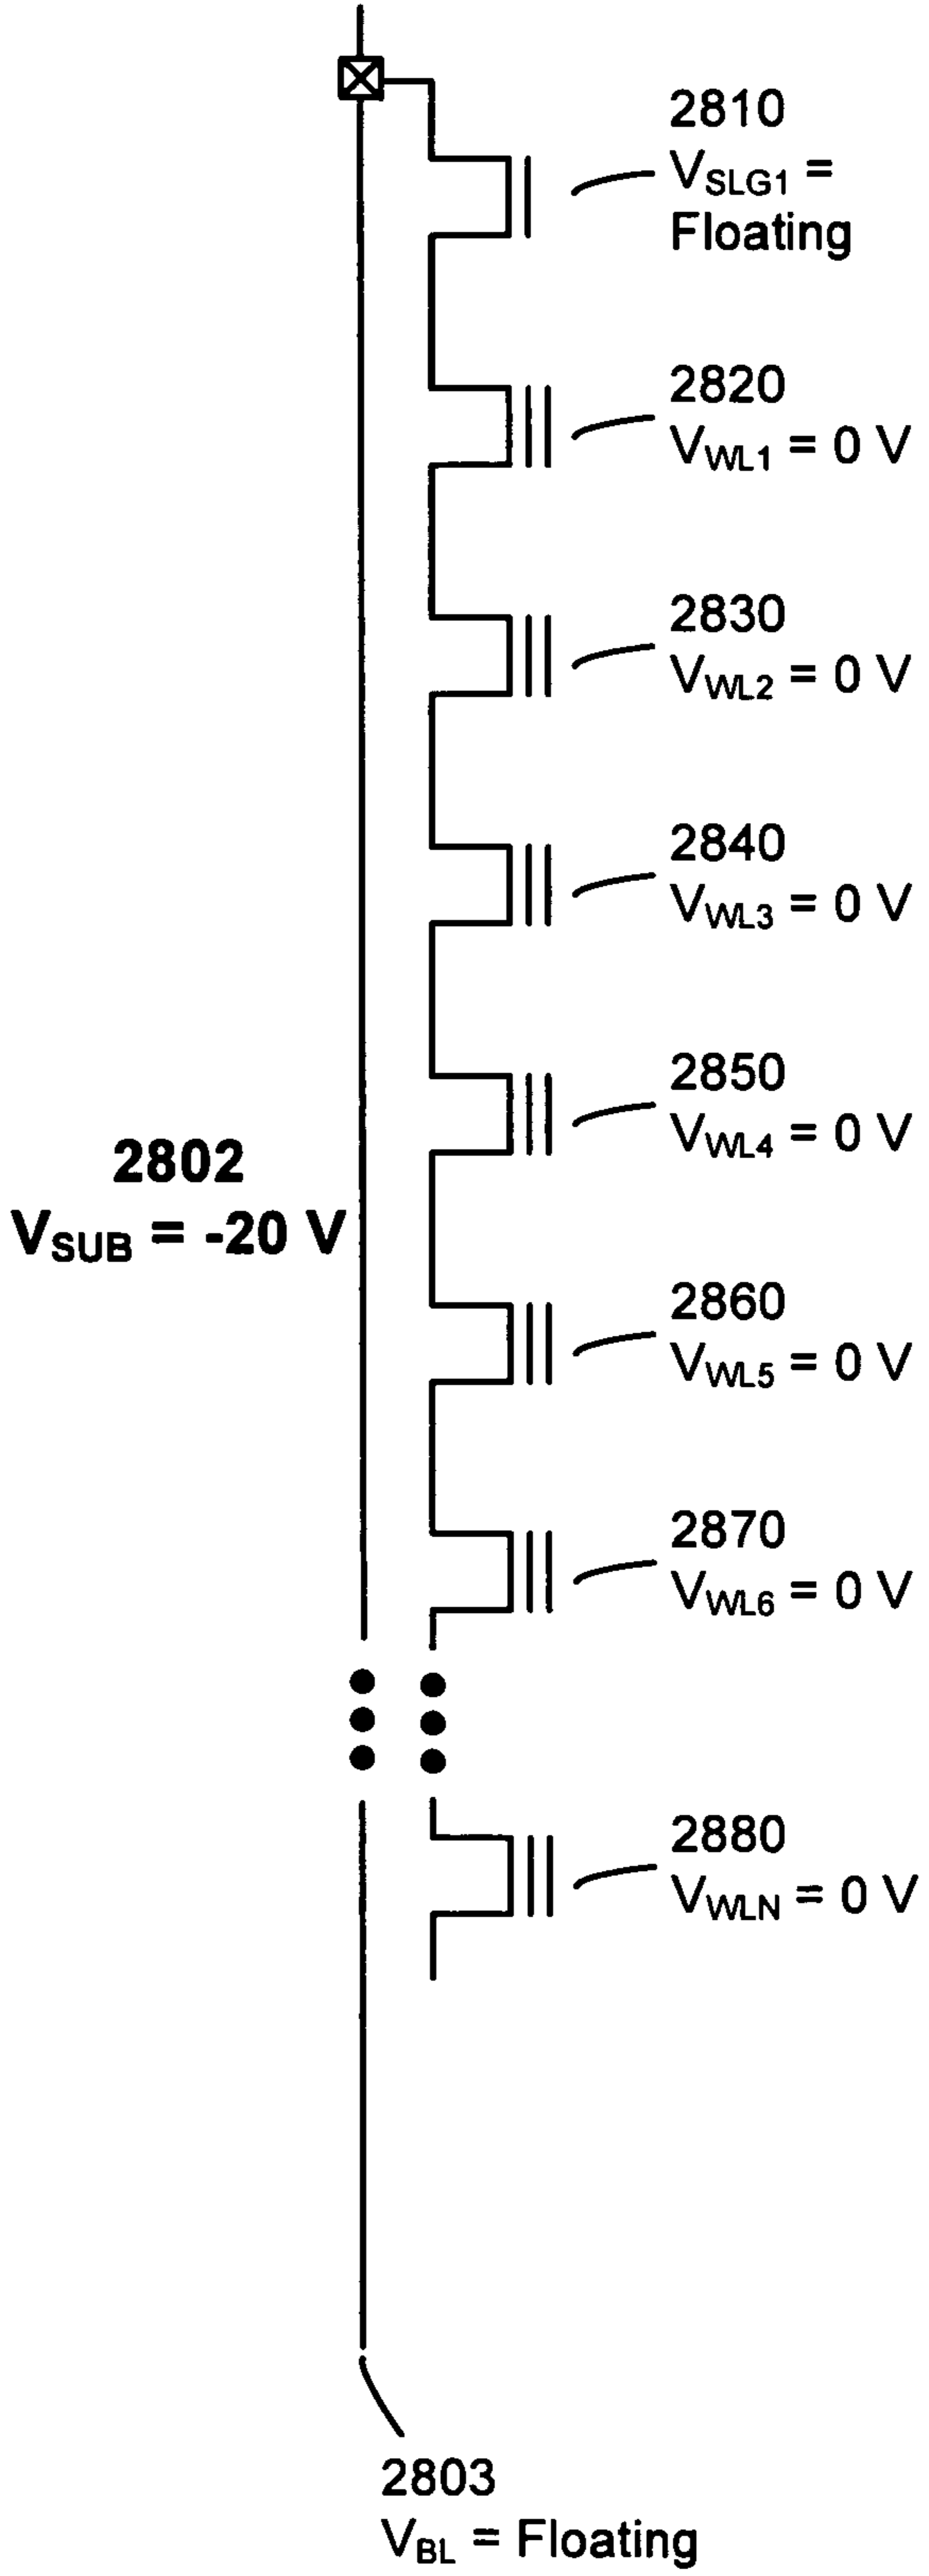 2810
VSLG1 =
Floating
2820
VWL1 = 0 V
2830
VWL2 = 0 V
2840
VWL3 = 0 V
2850
VWL4 = 0 V
2802
VSUB = -20 V
2860
VWL5 = 0 V
2870
VWL6 = 0 V
2880
VWLN = 0 V
2803
VBL = Floating